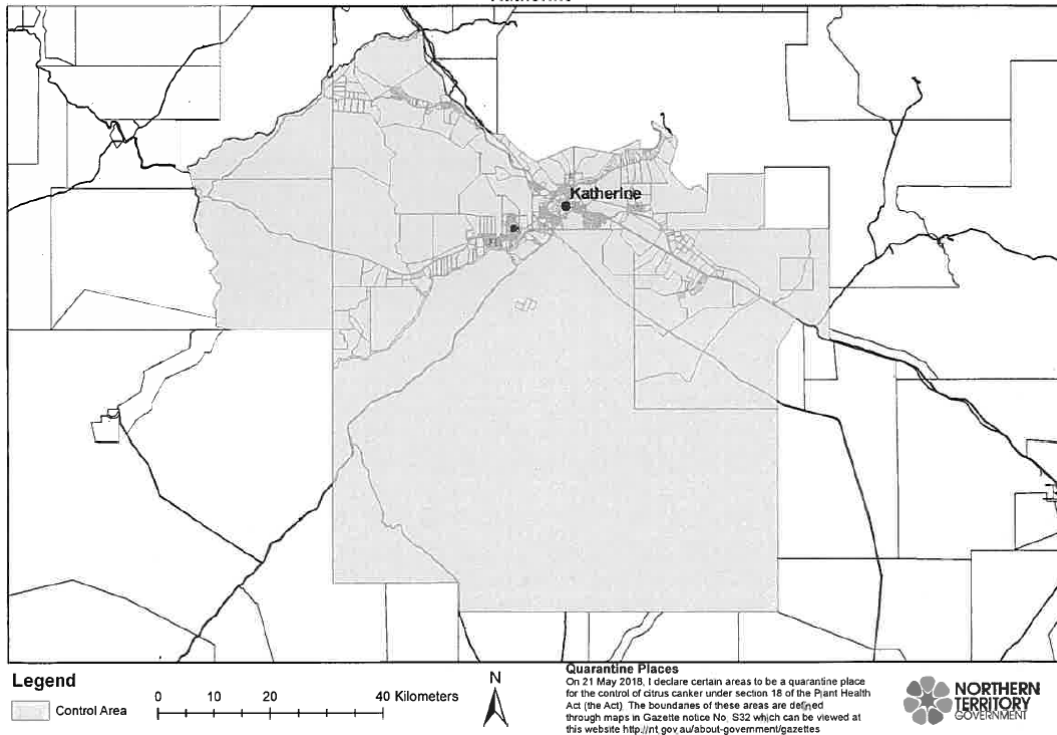 Katherine
Legend
Control Area
0 10 20 40 Kilometers
N
Quarantine Places
On 21 May 2018, I declare certain areas to be a quarantine place
for the control of citrus canker under section 18 of the Plant Health
Act (the Act). The boundaries of these areas are defined
through maps in Gazette notice No. S32 which can be viewed at
this website http://nt.gov.au/about-government/gazettes
NORTHERN
TERRITORY
GOVERNMENT